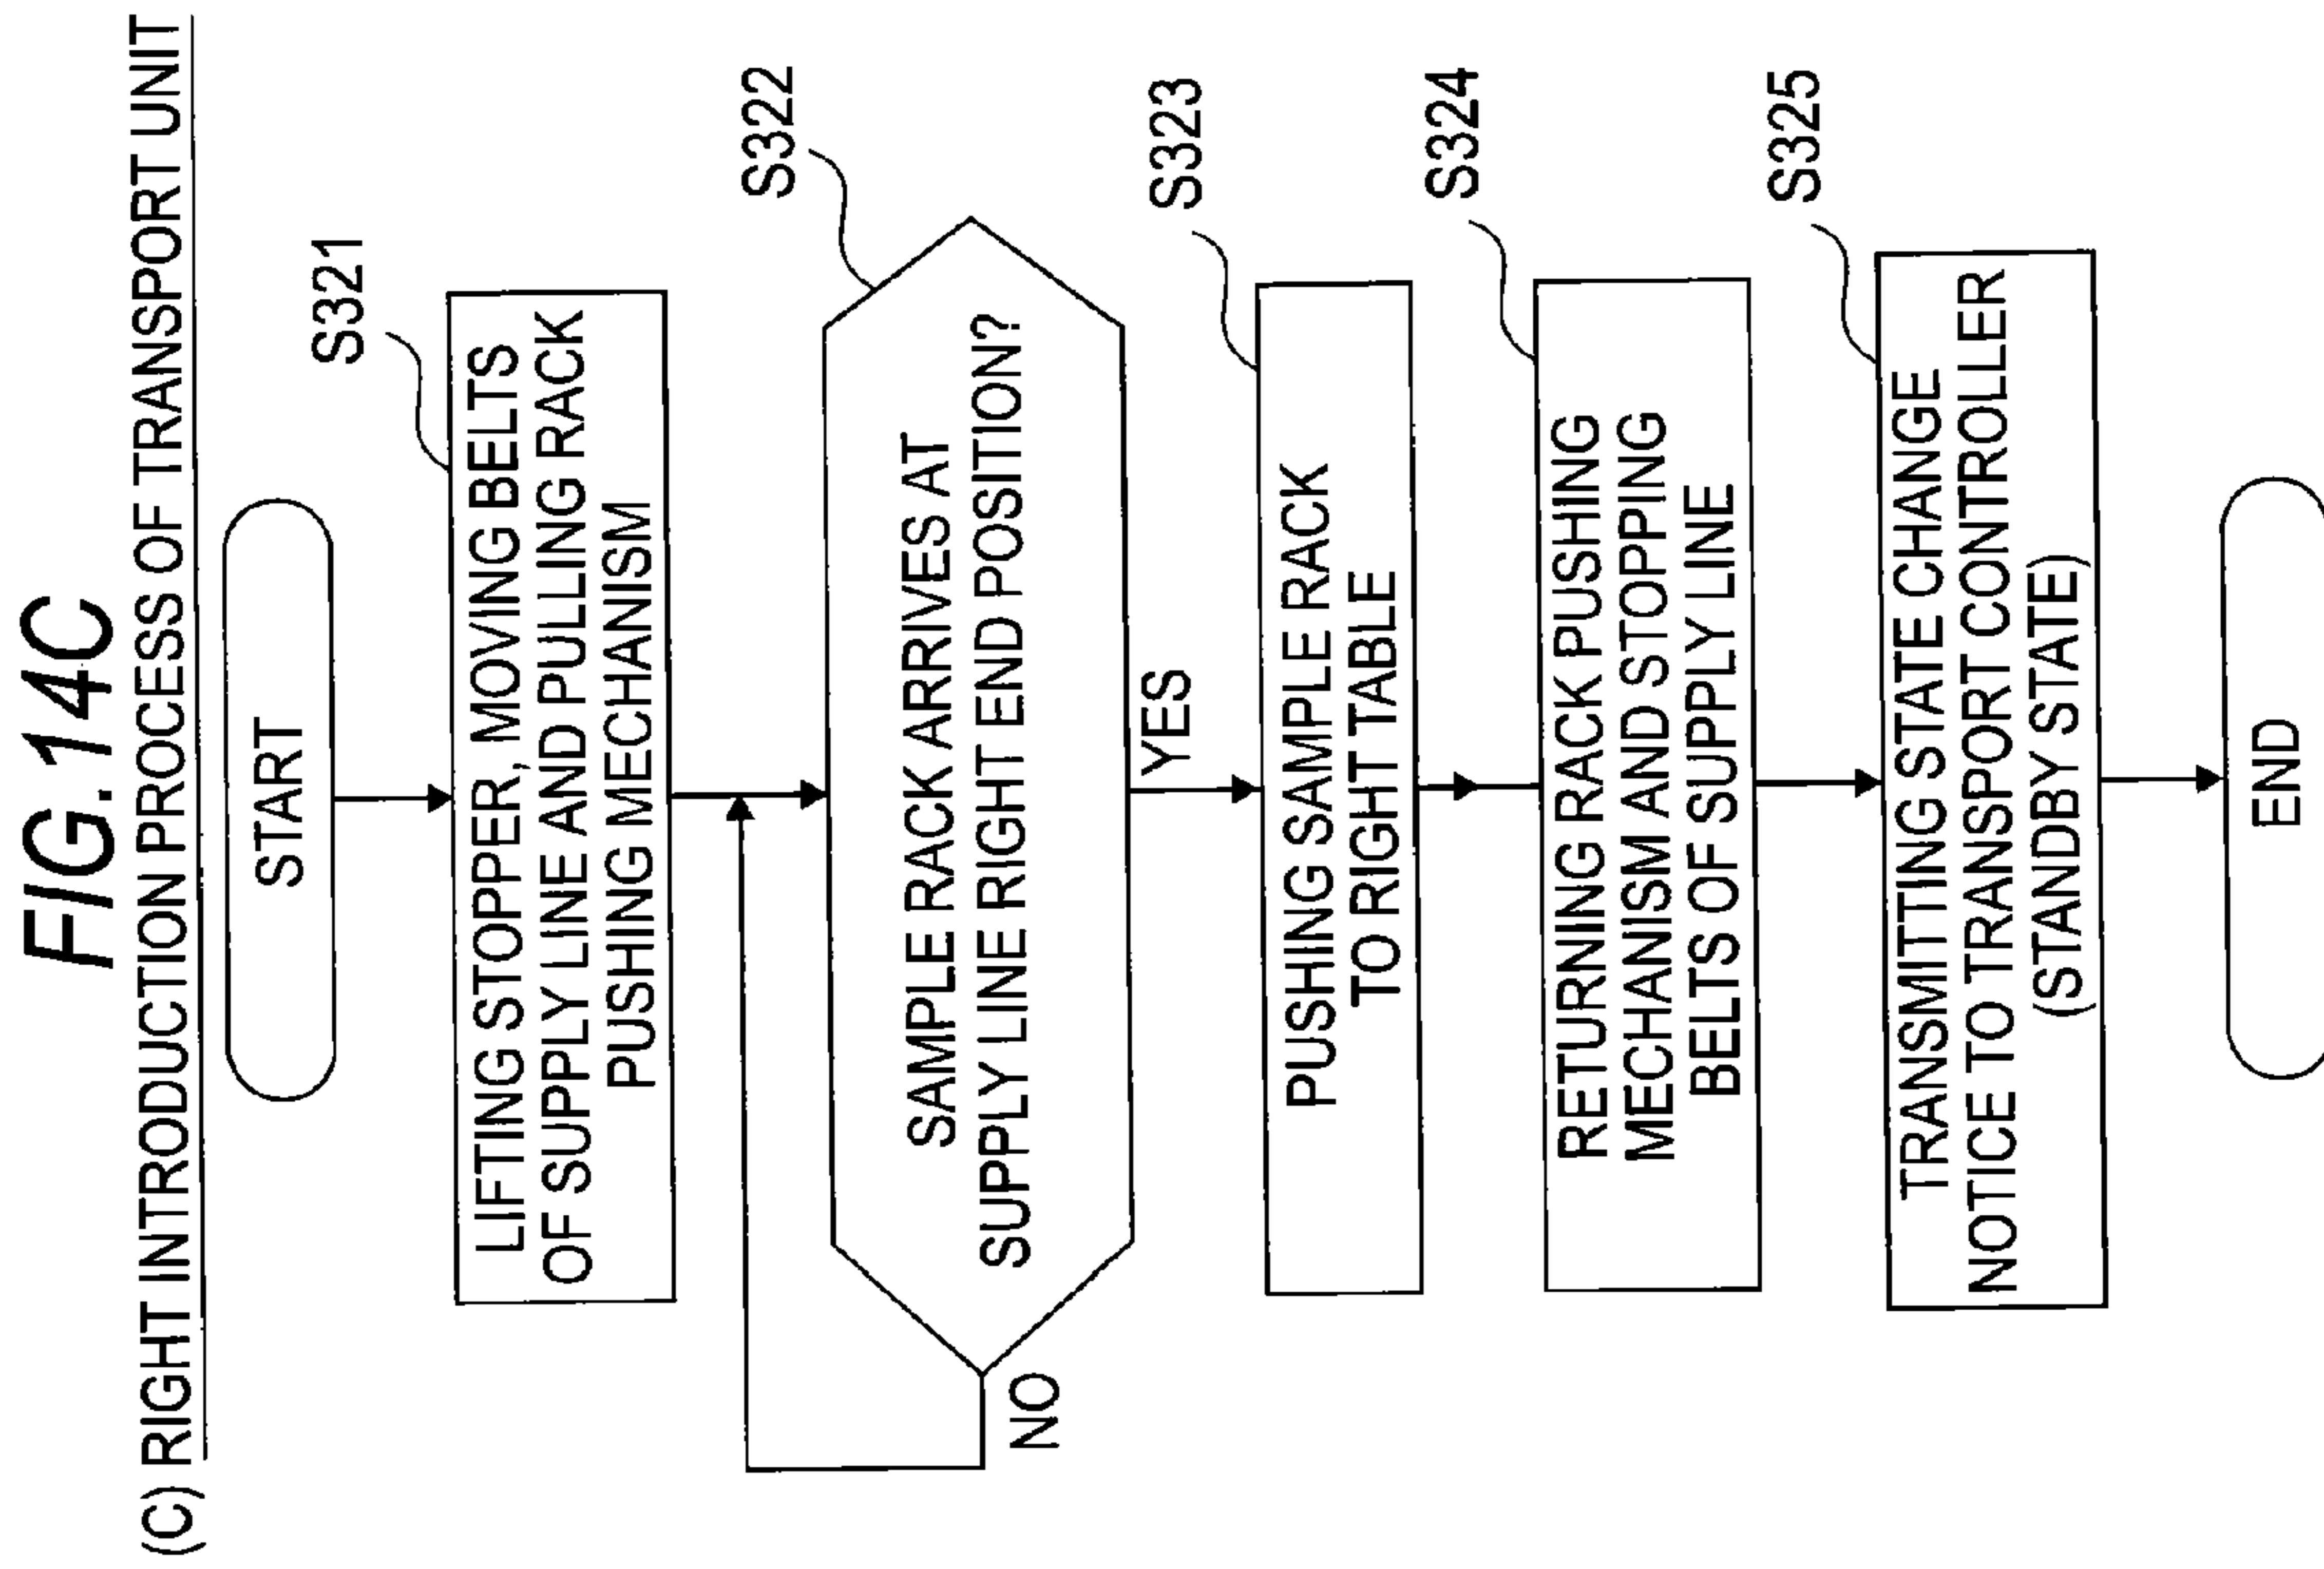 FIG.14C
(C) RIGHT INTRODUCTION PROCESS OF TRANSPORT UNIT
START
S321
LIFTING STOPPER, MOVING BELTS
OF SUPPLY LINE AND PULLING RACK
PUSHING MECHANISM
S322
SAMPLE RACK ARRIVES AT
SUPPLY LINE RIGHT END POSITION?
NO
YES
S323
PUSHING SAMPLE RACK
TO RIGHT TABLE
S324
RETURNING RACK PUSHING
MECHANISM AND STOPPING
BELTS OF SUPPLY LINE
S325
TRANSMITTING STATE CHANGE
NOTICE TO TRANSPORT CONTROLLER
(STANDBY STATE)
END